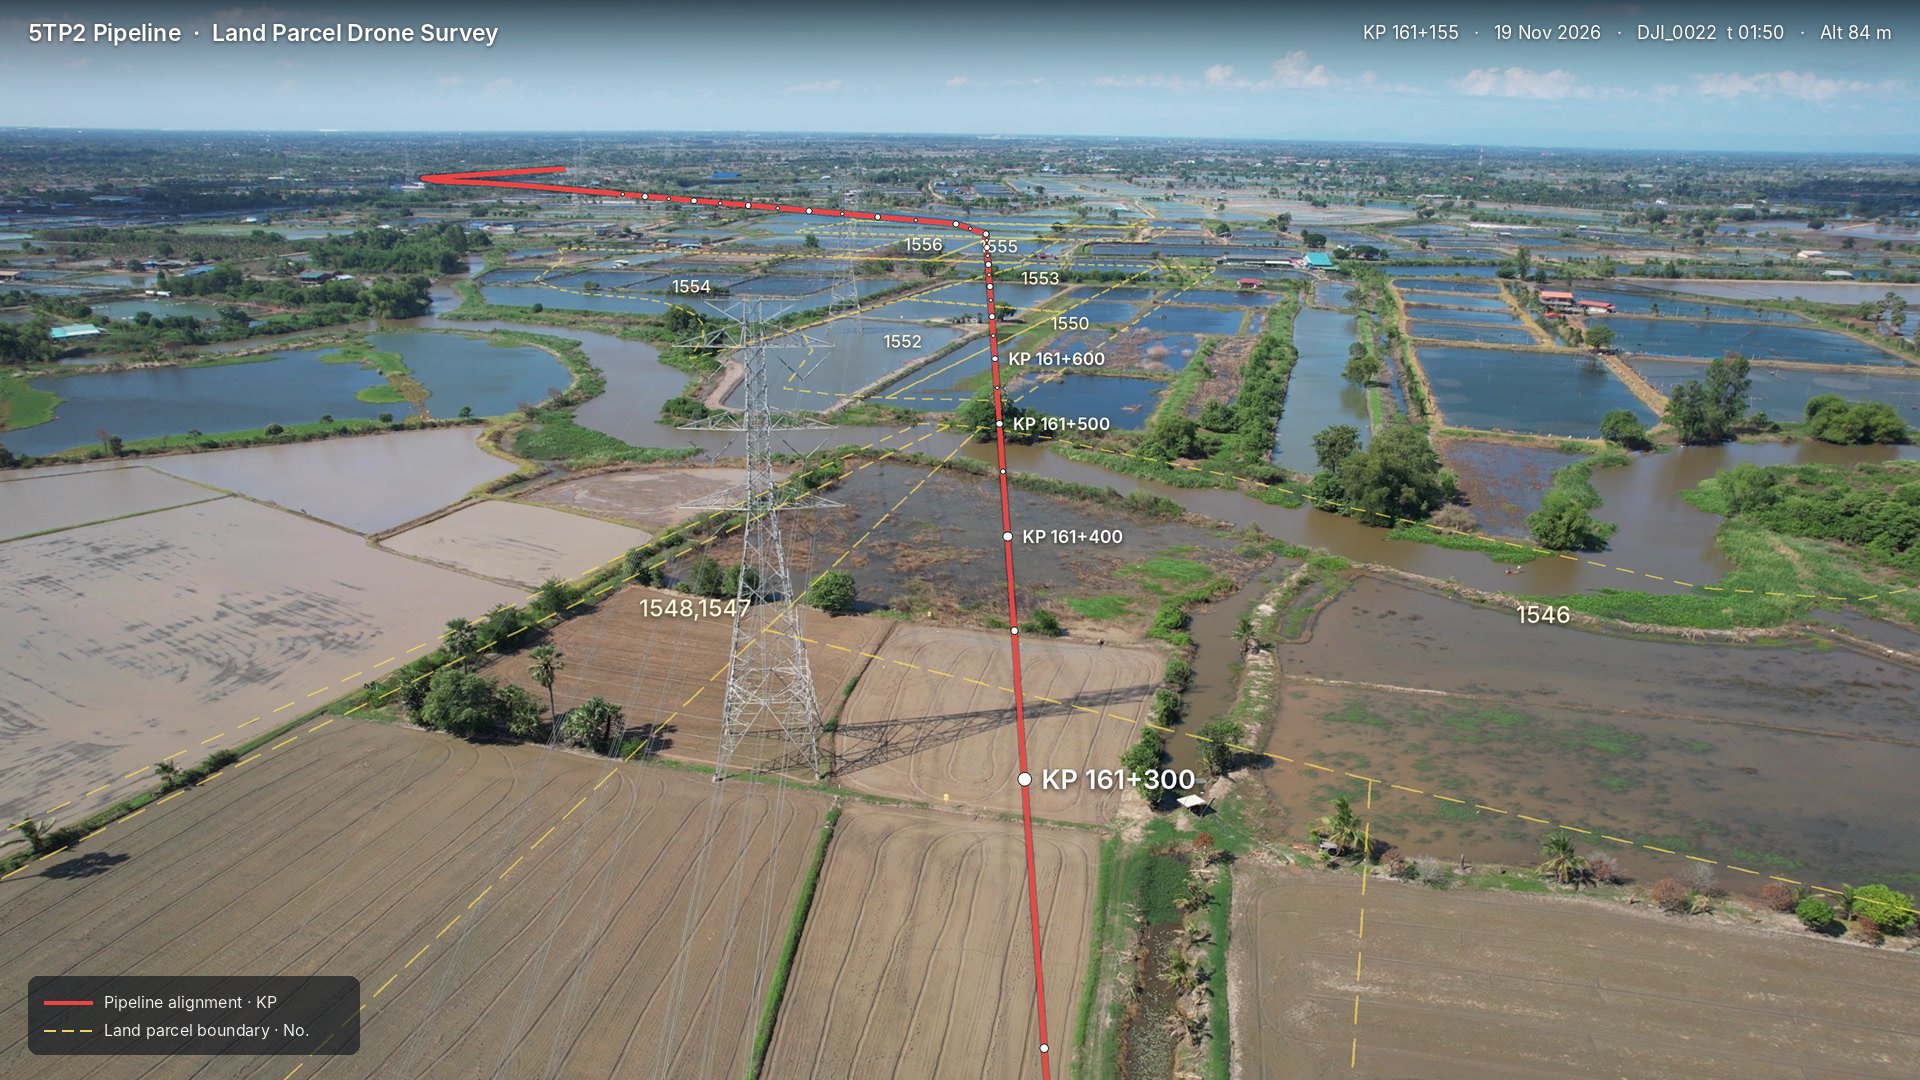 5TP2 Pipeline · Land Parcel Drone Survey
KP 161+155 · 19 Nov 2026 · DJI_0022 t 01:50 · Alt 84 m
1556
1555
1553
1554
1550
1552
KP 161+600
KP 161+500
KP 161+400
1548,1547
1546
KP 161+300
Pipeline alignment · KP
Land parcel boundary · No.